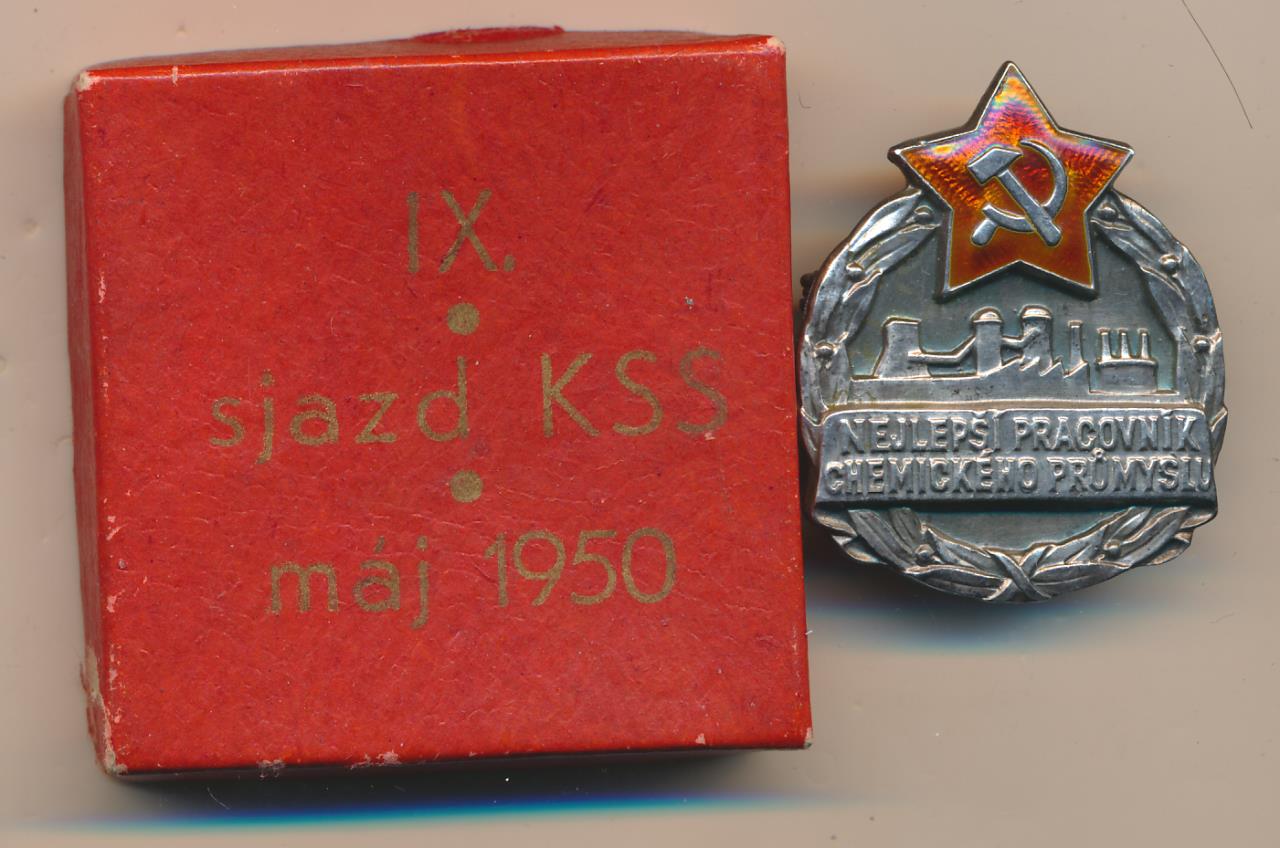 IX.
sjazd KSS
máj 1950
NEJLEPŠÍ PRACOVNÍK
CHEMICKÉHO PRŮMYSLU